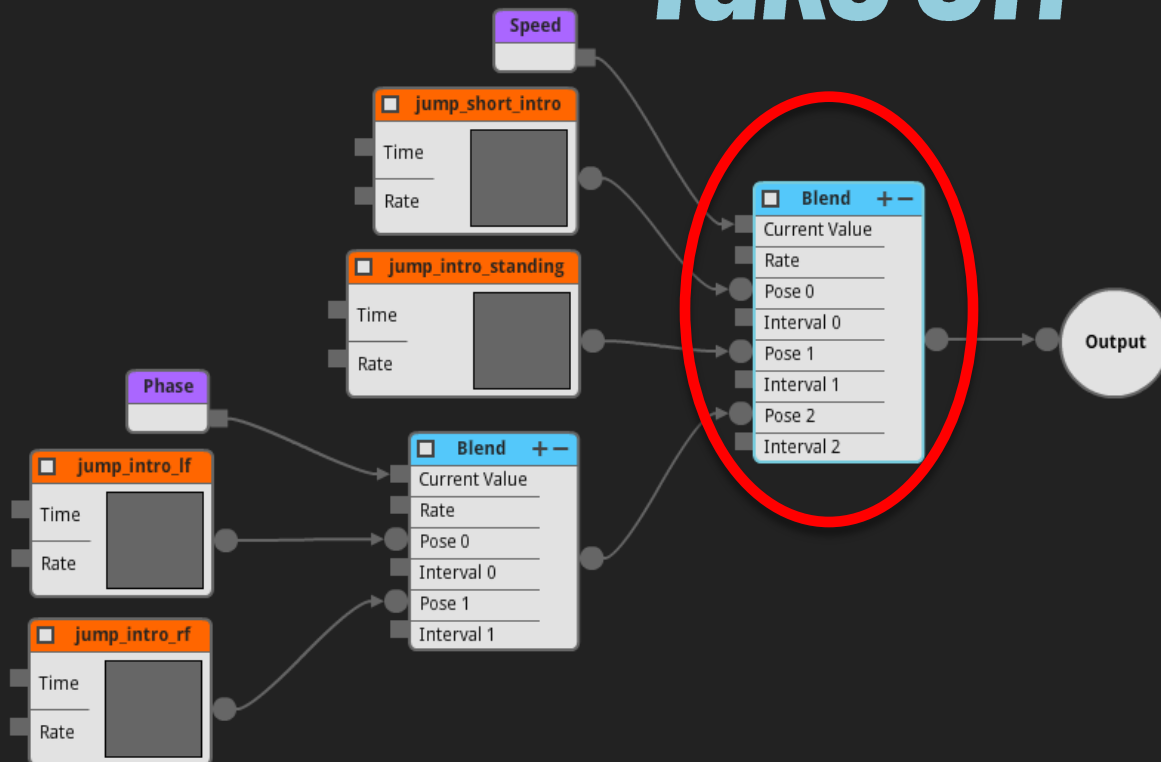 Take off
Speed
jump_short_intro
Time
Rate
jump_intro_standing
Time
Rate
Phase
jump_intro_lf
Time
Rate
jump_intro_rf
Time
Rate
Blend
Current Value
Rate
Pose 0
Interval 0
Pose 1
Interval 1
Blend
Current Value
Rate
Pose 0
Interval 0
Pose 1
Interval 1
Pose 2
Interval 2
Output